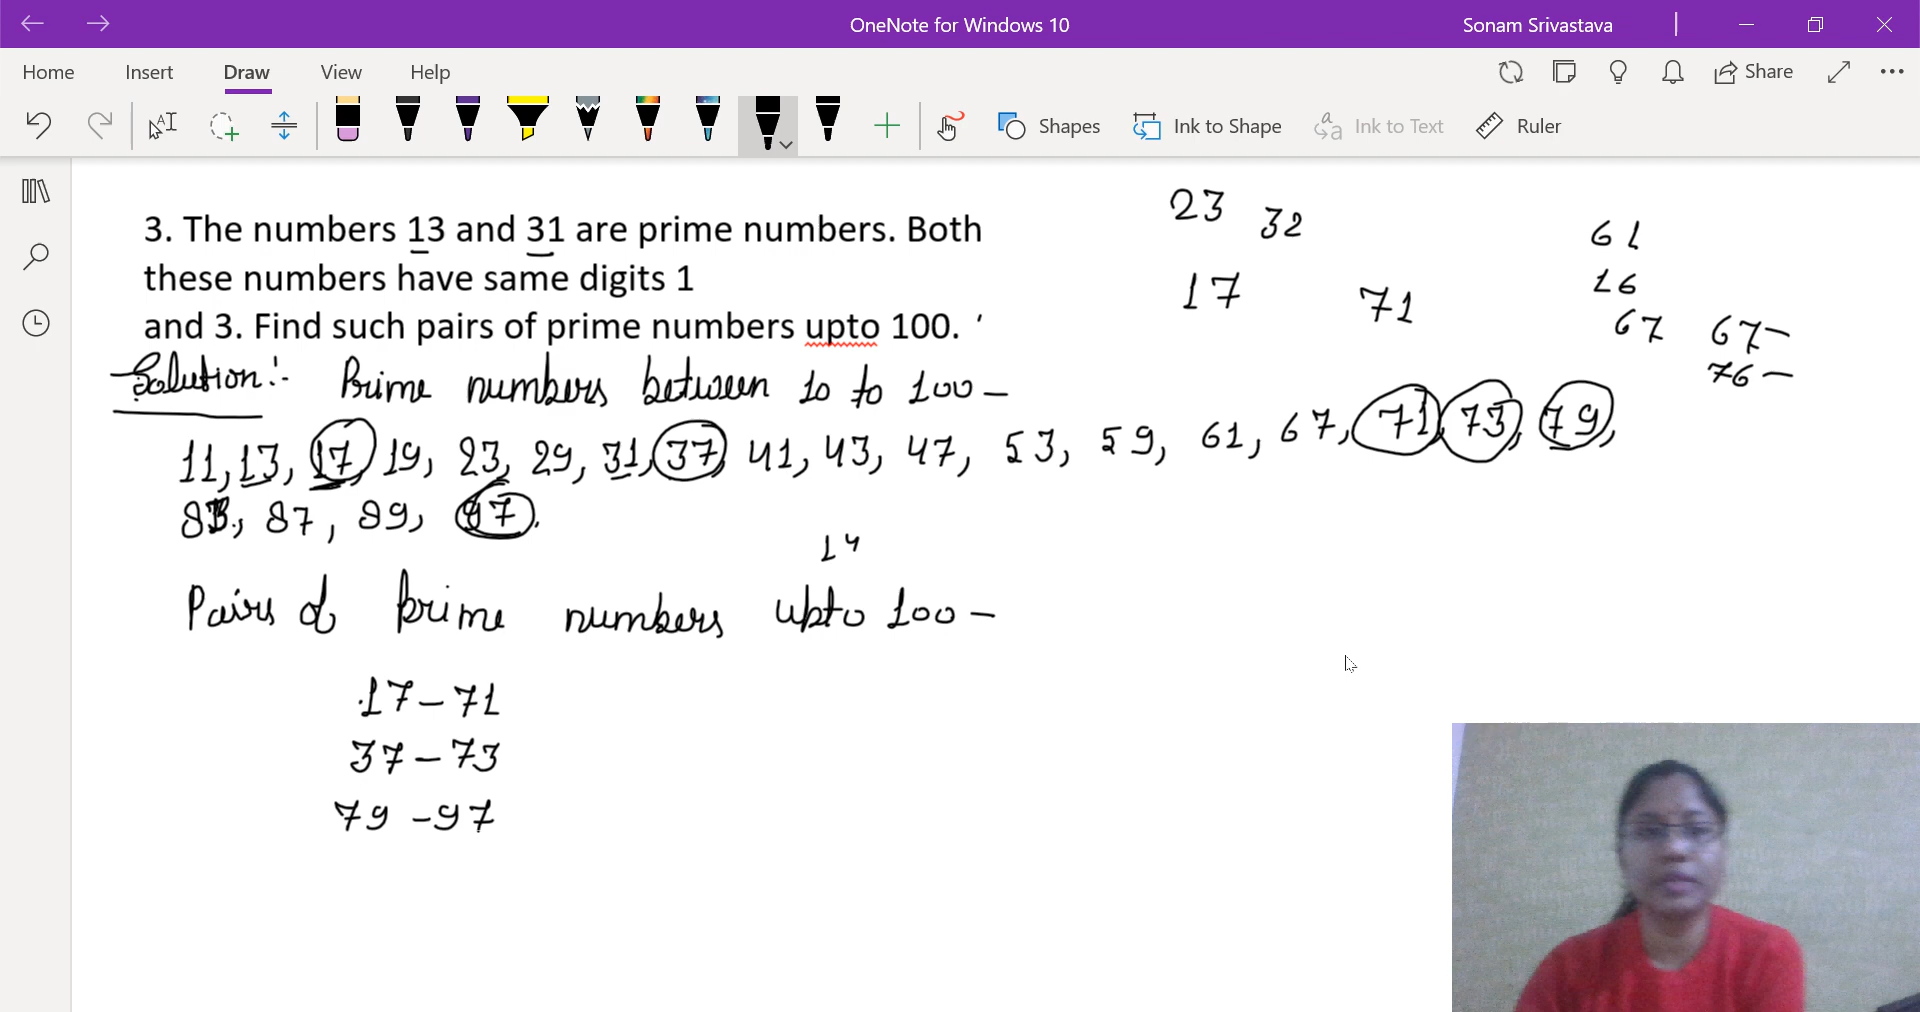 OneNote for Windows 10
Sonam Srivastava
Home Insert Draw View Help
Share
Shapes Ink to Shape Ink to Text Ruler
3. The numbers 13 and 31 are prime numbers. Both
these numbers have same digits 1
and 3. Find such pairs of prime numbers upto 100.
23 32
17 71
61
16
67 67-
76-
Solution:- Prime numbers between 10 to 100-
11, 13, 17, 19, 23, 29, 31, 37, 41, 43, 47, 53, 59, 61, 67, 71, 73, 79,
83, 87, 89, 97.
14
Pairs of prime numbers upto 100-
17-71
37-73
79-97